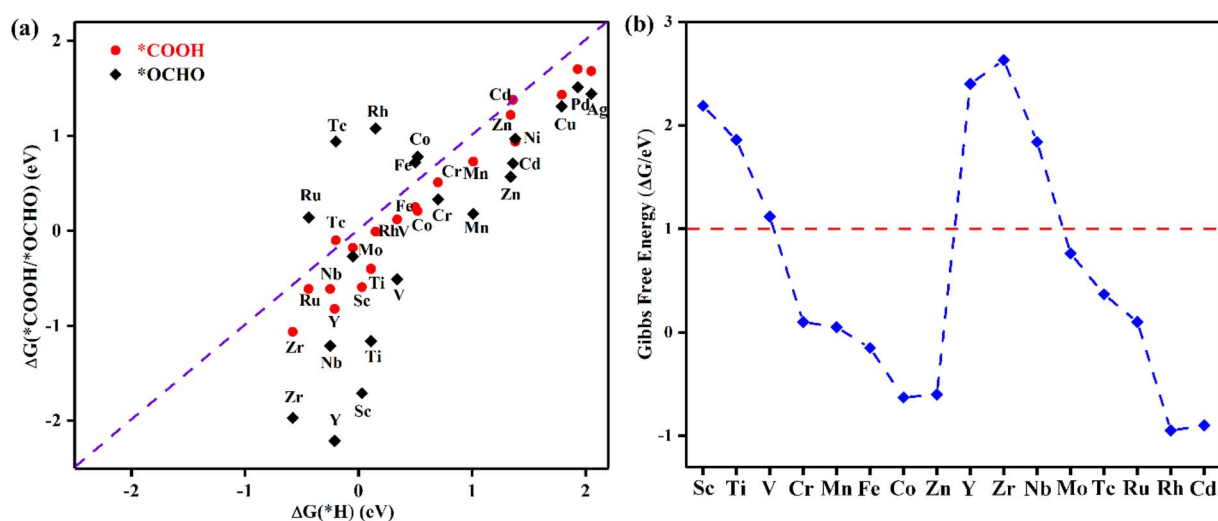 (a)
*COOH
*OCHO
ΔG(*COOH/*OCHO) (eV)
2
1
0
-1
-2
Cd
Pd
Ag
Zn
Cu
Rh
Tc
Co
Ni
Fe
Cr
Mn
Cd
Zn
Ru
Tc
Fe
Cr
Mo
Rh
V
Co
Mn
Nb
Ti
Ru
Sc
V
Y
Zr
Nb
Ti
Zr
Y
Sc
-2
-1
0
1
2
ΔG(*H) (eV)
(b)
Gibbs Free Energy (ΔG/eV)
3
2
1
0
-1
Sc Ti V Cr Mn Fe Co Zn Y Zr Nb Mo Tc Ru Rh Cd